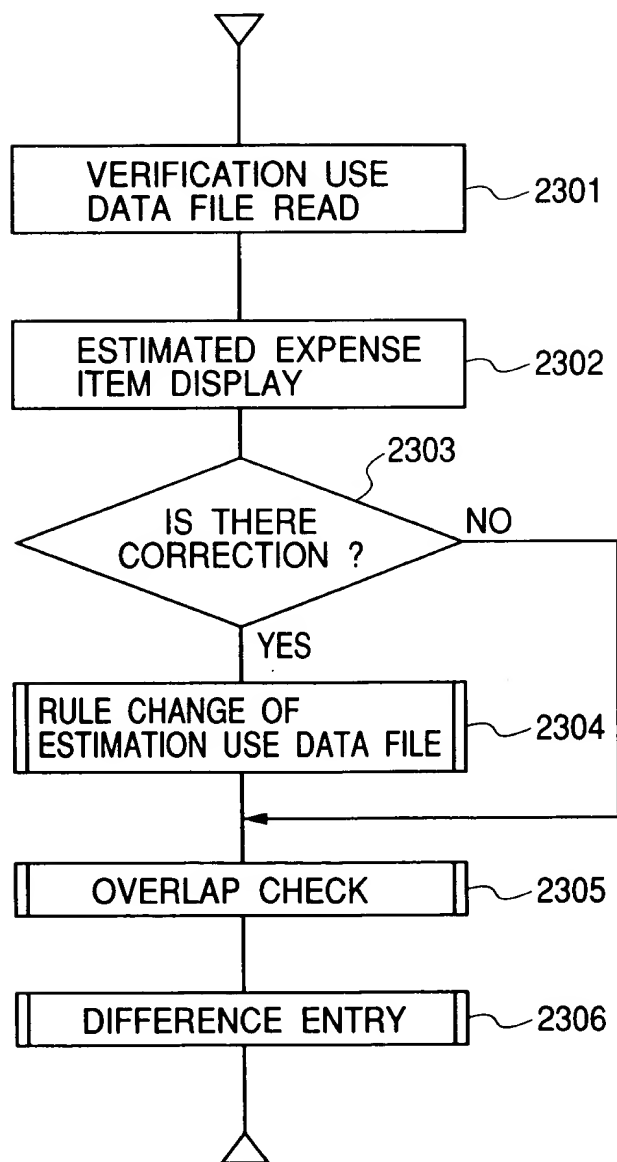 VERIFICATION USE
DATA FILE READ
2301
ESTIMATED EXPENSE
ITEM DISPLAY
2302
2303
IS THERE
CORRECTION ?
NO
YES
RULE CHANGE OF
ESTIMATION USE DATA FILE
2304
OVERLAP CHECK
2305
DIFFERENCE ENTRY
2306